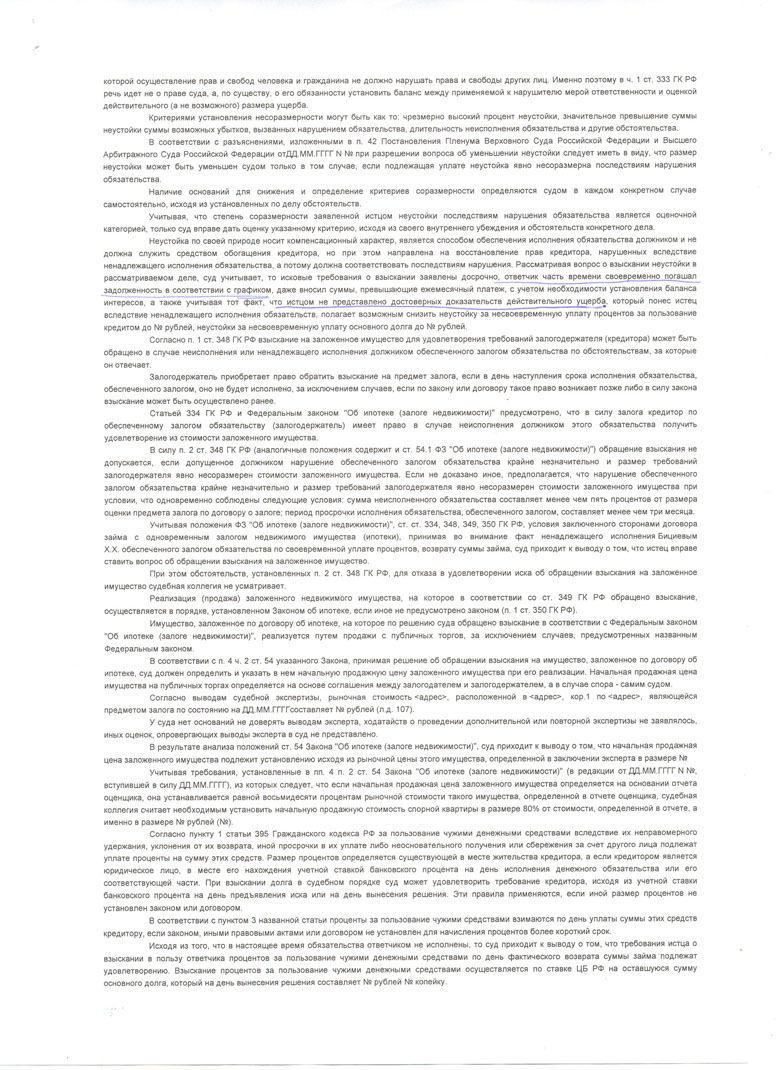 которой осуществление прав и свобод человека и гражданина не должно нарушать права и свободы других лиц. Именно поэтому в ч. 1 ст. 333 ГК РФ
речь идет не о праве суда, а, по существу, о его обязанности установить баланс между применяемой к нарушителю мерой ответственности и оценкой
действительного (а не возможного) размера ущерба.
Критериями установления несоразмерности могут быть как то: чрезмерно высокий процент неустойки, значительное превышение суммы
неустойки суммы возможных убытков, вызванных нарушением обязательства, длительность неисполнения обязательства и другие обстоятельства.
В соответствии с разъяснениями, изложенными в п. 42 Постановления Пленума Верховного Суда Российской Федерации и Высшего
Арбитражного Суда Российской Федерации отДД.ММ.ГГГГ N № при разрешении вопроса об уменьшении неустойки следует иметь в виду, что размер
неустойки может быть уменьшен судом только в том случае, если подлежащая уплате неустойка явно несоразмерна последствиям нарушения
обязательства.
Наличие оснований для снижения и определение критериев соразмерности определяются судом в каждом конкретном случае
самостоятельно, исходя из установленных по делу обстоятельств.
Учитывая, что степень соразмерности заявленной истцом неустойки последствиям нарушения обязательства является оценочной
категорией, только суд вправе дать оценку указанному критерию, исходя из своего внутреннего убеждения и обстоятельств конкретного дела.
Неустойка по своей природе носит компенсационный характер, является способом обеспечения исполнения обязательства должником и не
должна служить средством обогащения кредитора, но при этом направлена на восстановление прав кредитора, нарушенных вследствие
ненадлежащего исполнения обязательства, а потому должна соответствовать последствиям нарушения. Рассматривая вопрос о взыскании неустойки в
рассматриваемом деле, суд учитывает, то исковые требования о взыскании заявлены досрочно, ответчик часть времени своевременно погашал
задолженность в соответствии с графиком, даже вносил суммы, превышающие ежемесячный платеж, с учетом необходимости установления баланса
интересов, а также учитывая тот факт, что истцом не представлено достоверных доказательств действительного ущерба, который понес истец
вследствие ненадлежащего исполнения обязательств, полагает возможным снизить неустойку за несвоевременную уплату процентов за пользование
кредитом до № рублей, неустойки за несвоевременную уплату основного долга до № рублей.
Согласно п. 1 ст. 348 ГК РФ взыскание на заложенное имущество для удовлетворения требований залогодержателя (кредитора) может быть
обращено в случае неисполнения или ненадлежащего исполнения должником обеспеченного залогом обязательства по обстоятельствам, за которые
он отвечает.
Залогодержатель приобретает право обратить взыскание на предмет залога, если в день наступления срока исполнения обязательства,
обеспеченного залогом, оно не будет исполнено, за исключением случаев, если по закону или договору такое право возникает позже либо в силу закона
взыскание может быть осуществлено ранее.
Статьей 334 ГК РФ и Федеральным законом "Об ипотеке (залоге недвижимости)" предусмотрено, что в силу залога кредитор по
обеспеченному залогом обязательству (залогодержатель) имеет право в случае неисполнения должником этого обязательства получить
удовлетворение из стоимости заложенного имущества.
В силу п. 2 ст. 348 ГК РФ (аналогичные положения содержит и ст. 54.1 ФЗ "Об ипотеке (залоге недвижимости)") обращение взыскания не
допускается, если допущенное должником нарушение обеспеченного залогом обязательства крайне незначительно и размер требований
залогодержателя явно несоразмерен стоимости заложенного имущества. Если не доказано иное, предполагается, что нарушение обеспеченного
залогом обязательства крайне незначительно и размер требований залогодержателя явно несоразмерен стоимости заложенного имущества при
условии, что одновременно соблюдены следующие условия: сумма неисполненного обязательства составляет менее чем пять процентов от размера
оценки предмета залога по договору о залоге; период просрочки исполнения обязательства, обеспеченного залогом, составляет менее чем три месяца.
Учитывая положения ФЗ "Об ипотеке (залоге недвижимости)", ст. ст. 334, 348, 349, 350 ГК РФ, условия заключенного сторонами договора
займа с одновременным залогом недвижимого имущества (ипотеки), принимая во внимание факт ненадлежащего исполнения Бициевым
Х.Х. обеспеченного залогом обязательства по своевременной уплате процентов, возврату суммы займа, суд приходит к выводу о том, что истец вправе
ставить вопрос об обращении взыскания на заложенное имущество.
При этом обстоятельств, установленных п. 2 ст. 348 ГК РФ, для отказа в удовлетворении иска об обращении взыскания на заложенное
имущество судебная коллегия не усматривает.
Реализация (продажа) заложенного недвижимого имущества, на которое в соответствии со ст. 349 ГК РФ обращено взыскание,
осуществляется в порядке, установленном Законом об ипотеке, если иное не предусмотрено законом (п. 1 ст. 350 ГК РФ).
Имущество, заложенное по договору об ипотеке, на которое по решению суда обращено взыскание в соответствии с Федеральным законом
"Об ипотеке (залоге недвижимости)", реализуется путем продажи с публичных торгов, за исключением случаев, предусмотренных названным
Федеральным законом.
В соответствии с п. 4 ч. 2 ст. 54 указанного Закона, принимая решение об обращении взыскания на имущество, заложенное по договору об
ипотеке, суд должен определить и указать в нем начальную продажную цену заложенного имущества при его реализации. Начальная продажная цена
имущества на публичных торгах определяется на основе соглашения между залогодателем и залогодержателем, а в случае спора - самим судом.
Согласно выводам судебной экспертизы, рыночная стоимость <адрес>, расположенной в <адрес>, кор.1 по <адрес>, являющейся
предметом залога по состоянию на ДД.ММ.ГГГГсоставляет № рублей (л.д. 107).
У суда нет оснований не доверять выводам эксперта, ходатайств о проведении дополнительной или повторной экспертизы не заявлялось,
иных оценок, опровергающих выводы эксперта в суд не представлено.
В результате анализа положений ст. 54 Закона "Об ипотеке (залоге недвижимости)", суд приходит к выводу о том, что начальная продажная
цена заложенного имущества подлежит установлению исходя из рыночной цены этого имущества, определенной в заключении эксперта в размере №
Учитывая требования, установленные в пп. 4 п. 2 ст. 54 Закона "Об ипотеке (залоге недвижимости)" (в редакции от ДД.ММ.ГГГГ N №,
вступившей в силу ДД.ММ.ГГГГ), из которых следует, что если начальная продажная цена заложенного имущества определяется на основании отчета
оценщика, она устанавливается равной восьмидесяти процентам рыночной стоимости такого имущества, определенной в отчете оценщика, судебная
коллегия считает необходимым установить начальную продажную стоимость спорной квартиры в размере 80% от стоимости, определенной в отчете, а
именно в размере № рублей (№).
Согласно пункту 1 статьи 395 Гражданского кодекса РФ за пользование чужими денежными средствами вследствие их неправомерного
удержания, уклонения от их возврата, иной просрочки в их уплате либо неосновательного получения или сбережения за счет другого лица подлежат
уплате проценты на сумму этих средств. Размер процентов определяется существующей в месте жительства кредитора, а если кредитором является
юридическое лицо, в месте его нахождения учетной ставкой банковского процента на день исполнения денежного обязательства или его
соответствующей части. При взыскании долга в судебном порядке суд может удовлетворить требование кредитора, исходя из учетной ставки
банковского процента на день предъявления иска или на день вынесения решения. Эти правила применяются, если иной размер процентов не
установлен законом или договором.
В соответствии с пунктом 3 названной статьи проценты за пользование чужими средствами взимаются по день уплаты суммы этих средств
кредитору, если законом, иными правовыми актами или договором не установлен для начисления процентов более короткий срок.
Исходя из того, что в настоящее время обязательства ответчиком не исполнены, то суд приходит к выводу о том, что требования истца о
взыскании в пользу ответчика процентов за пользование чужими денежными средствами по день фактического возврата суммы займа подлежат
удовлетворению. Взыскание процентов за пользование чужими денежными средствами осуществляется по ставке ЦБ РФ на оставшуюся сумму
основного долга, который на день вынесения решения составляет № рублей № копейку.